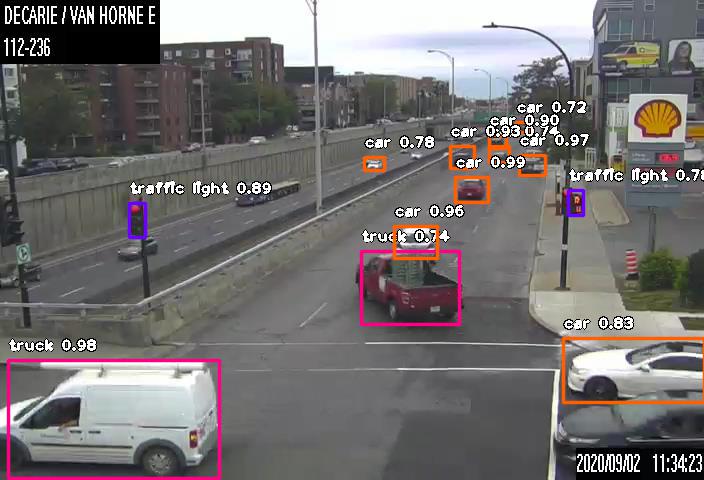 DECARIE / VAN HORNE E
112-236
car 0.72
car 0.90
car 0.93
0.74
car 0.78
car 0.97
car 0.99
traffic light 0.89
traffic light 0.78
car 0.96
truck 0.74
car 0.83
truck 0.98
2020/09/02 11:34:23